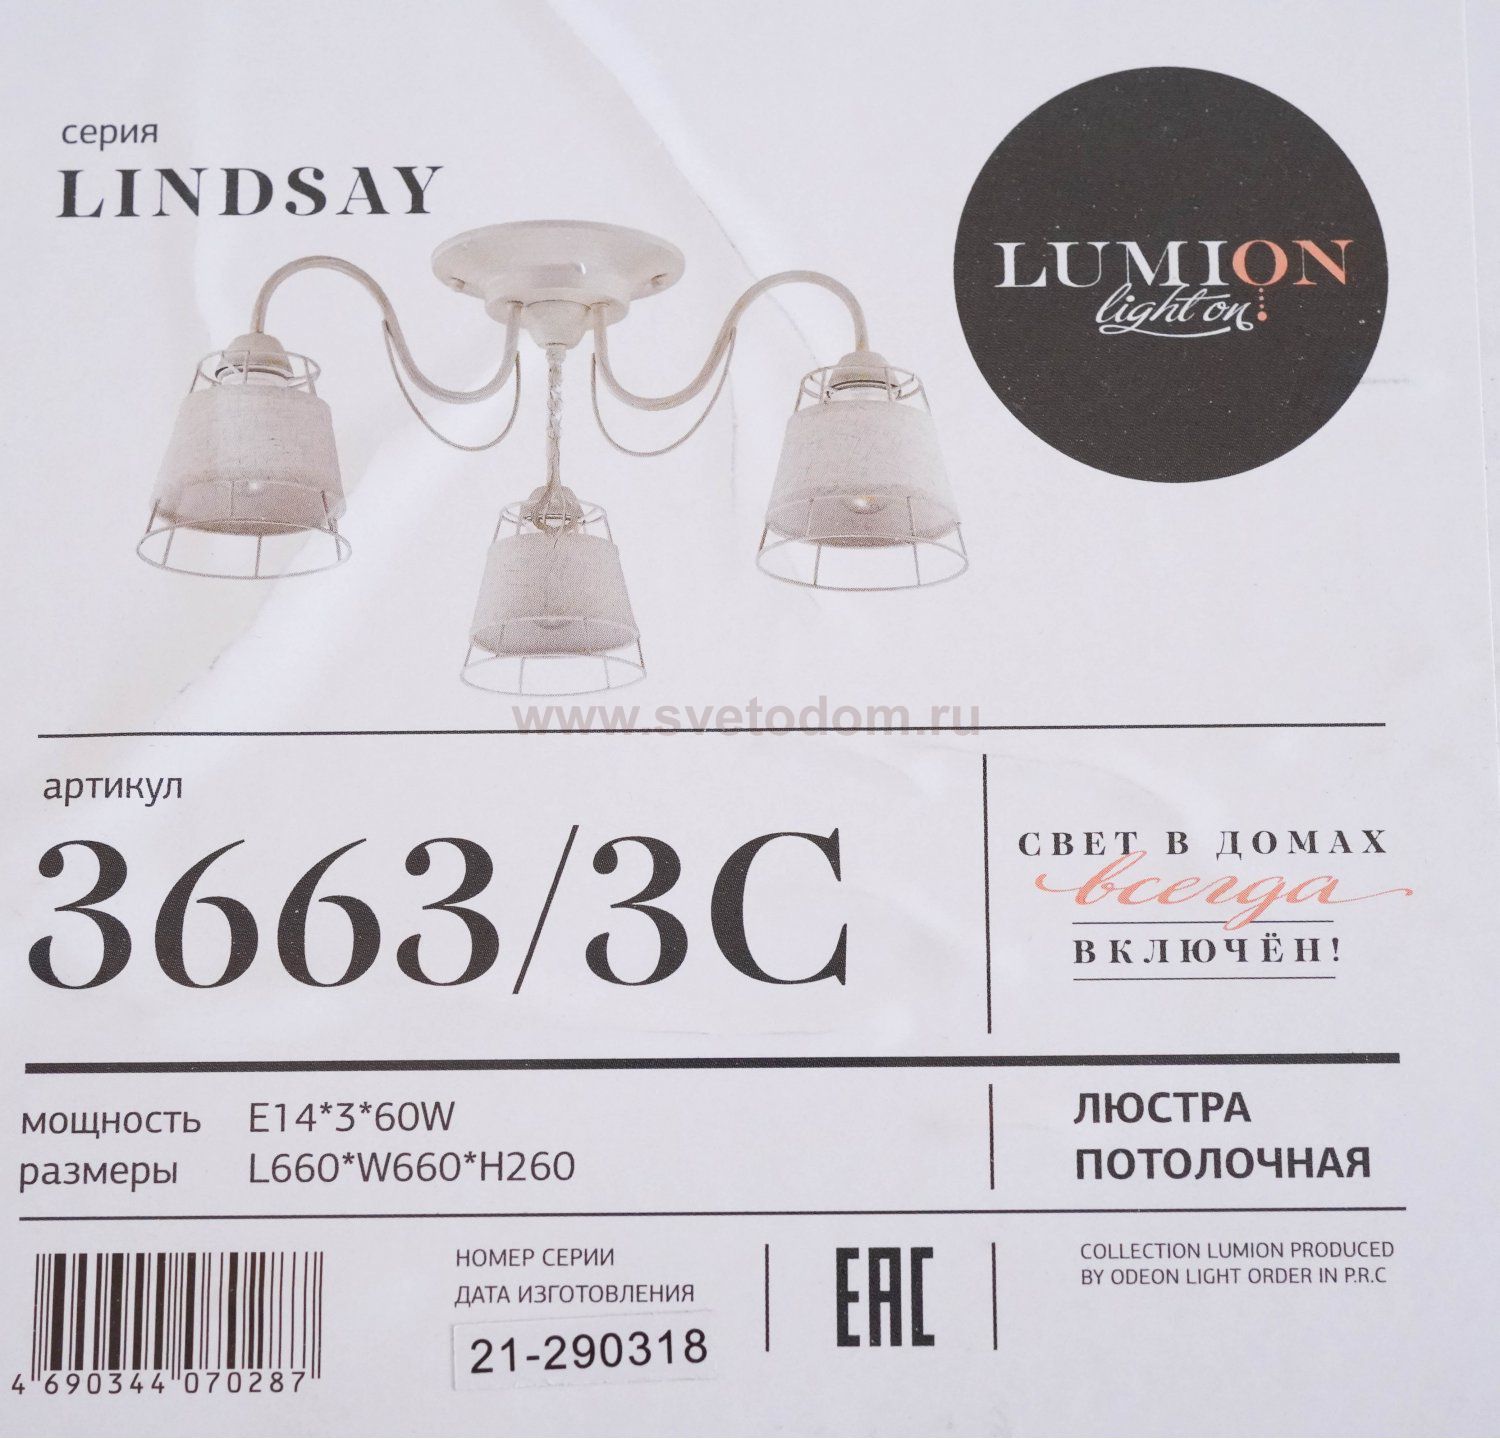 серия
LINDSAY
LUMION
light on
www.svetodom.ru
артикул
3663/3C
СВЕТ В ДОМАХ
всегда
ВКЛЮЧЁН!
мощность E14*3*60W
размеры L660*W660*H260
ЛЮСТРА
ПОТОЛОЧНАЯ
4 690344 070287
НОМЕР СЕРИИ
ДАТА ИЗГОТОВЛЕНИЯ
21-290318
EAC
COLLECTION LUMION PRODUCED
BY ODEON LIGHT ORDER IN P.R.C